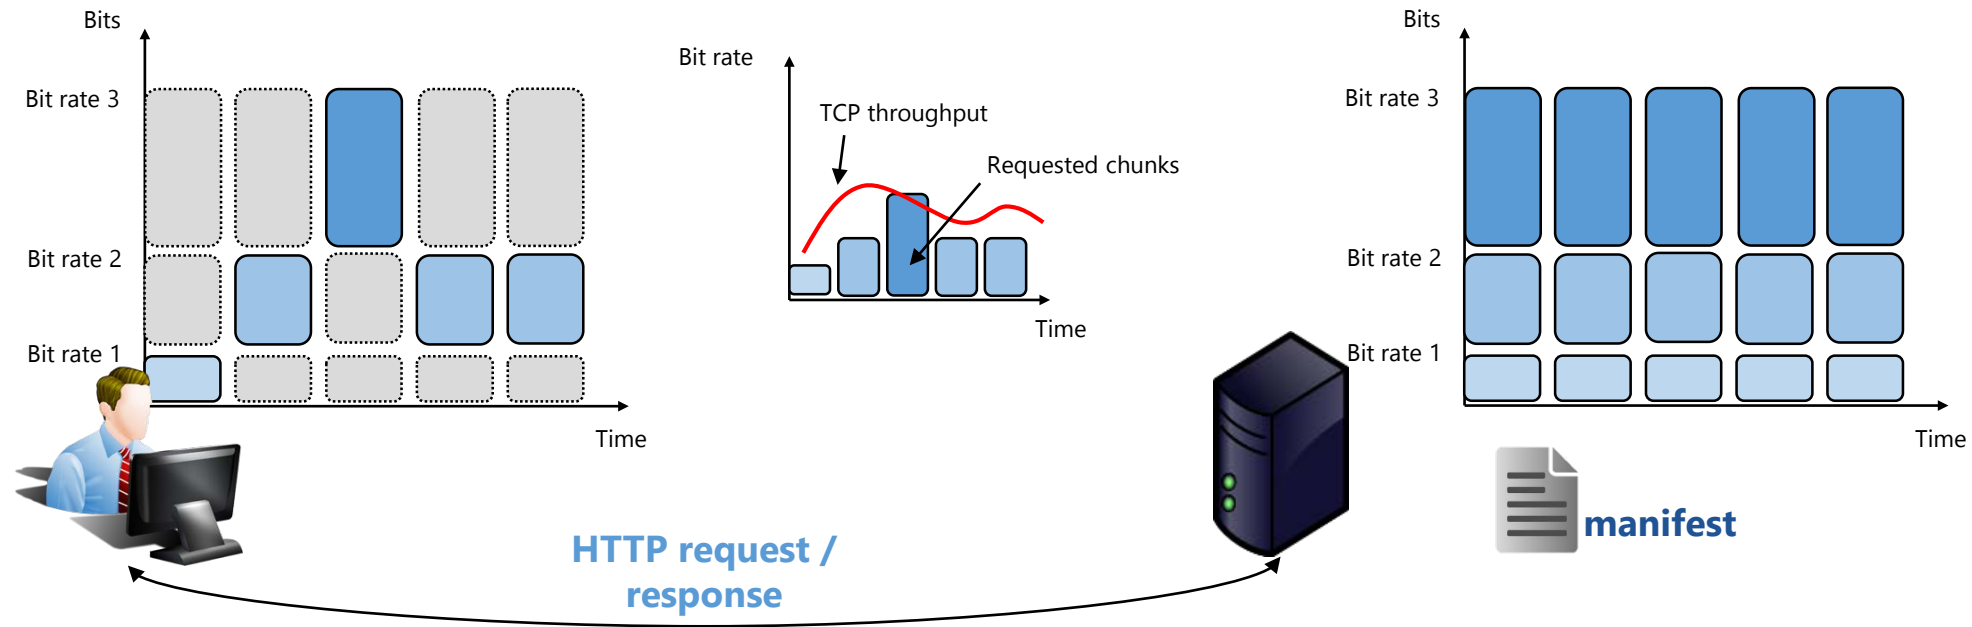 Bits
Bit rate 3
Bit rate 2
Bit rate 1
Time
Bit rate
TCP throughput
Requested chunks
Time
Bits
Bit rate 3
Bit rate 2
Bit rate 1
Time
manifest
HTTP request /
response